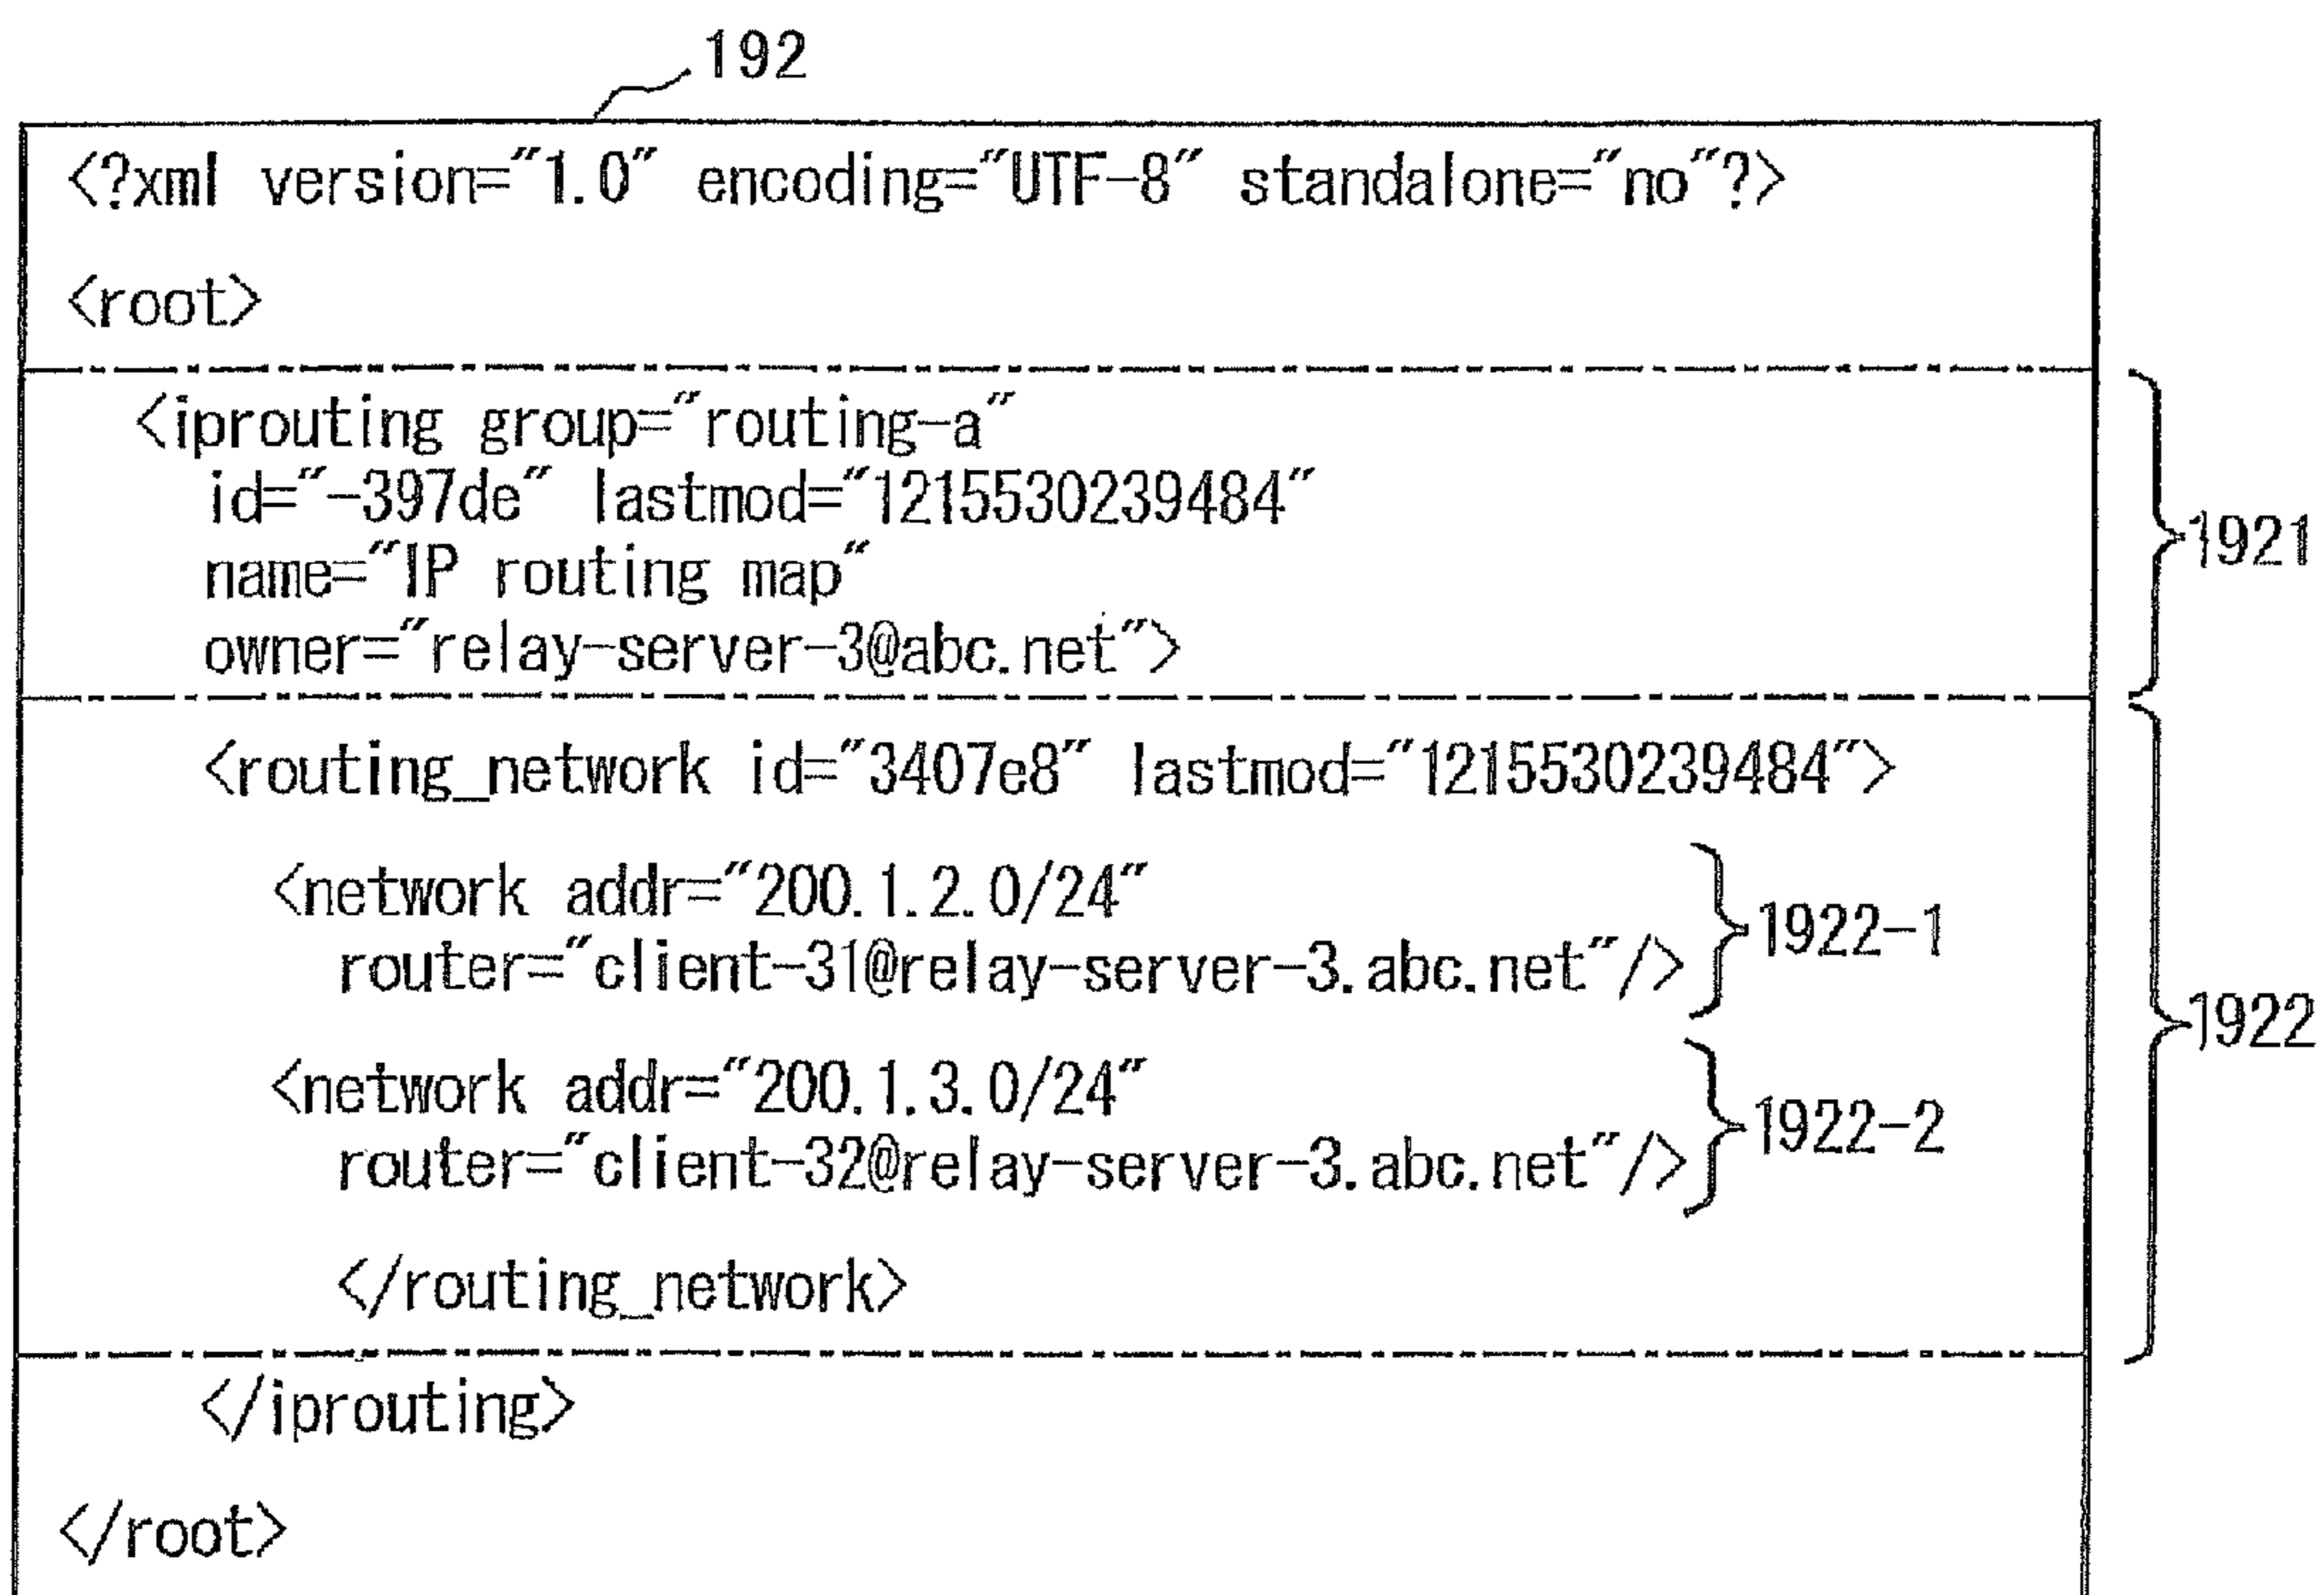 192
<?xml version="1.0" encoding="UTF-8" standalone="no"?>
<root>
<iprouting group="routing-a"
id="-397de" lastmod="1215530239484"
name="IP routing map"
owner="relay-server-3@abc.net">
1921
<routing_network id="3407e8" lastmod="1215530239484">
<network addr="200.1.2.0/24"
router="client-31@relay-server-3.abc.net"/>
1922-1
<network addr="200.1.3.0/24"
router="client-32@relay-server-3.abc.net"/>
1922-2
</routing_network>
1922
</iprouting>
</root>